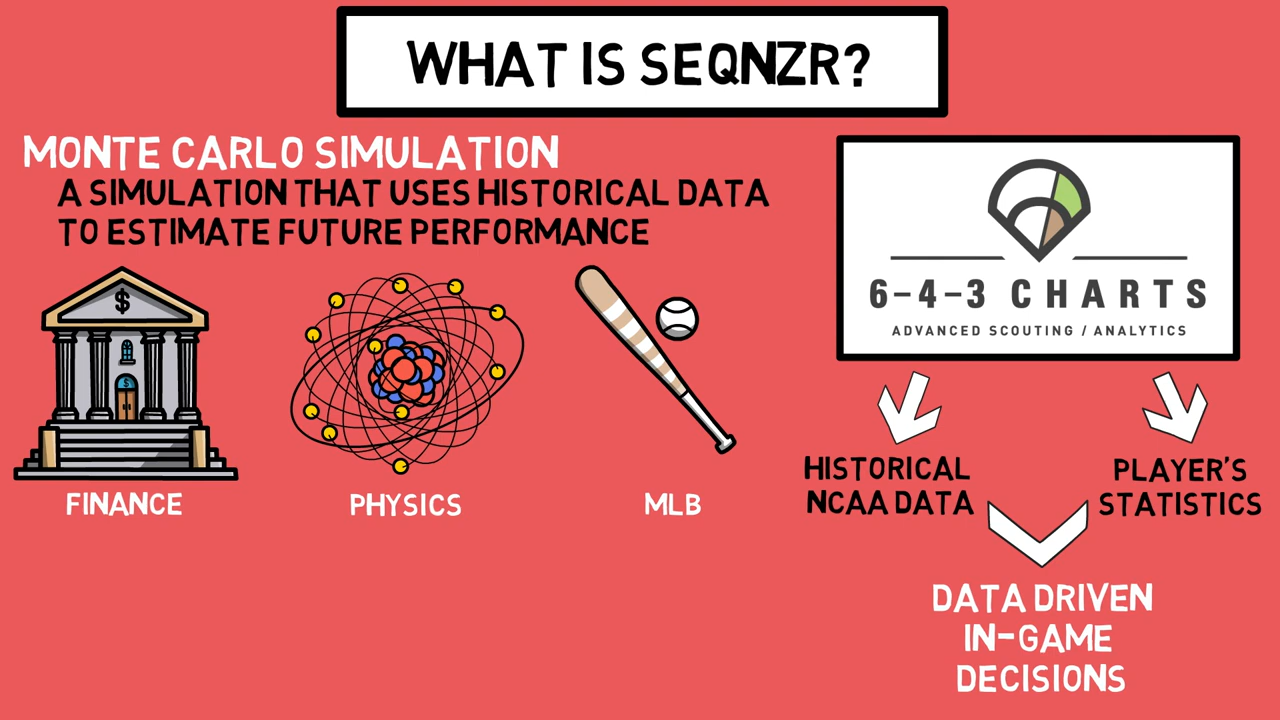 WHAT IS SEQNZR?
MONTE CARLO SIMULATION
A SIMULATION THAT USES HISTORICAL DATA
TO ESTIMATE FUTURE PERFORMANCE
$
$
FINANCE
PHYSICS
MLB
6-4-3 CHARTS
ADVANCED SCOUTING / ANALYTICS
HISTORICAL
NCAA DATA
PLAYER'S
STATISTICS
DATA DRIVEN
IN-GAME
DECISIONS